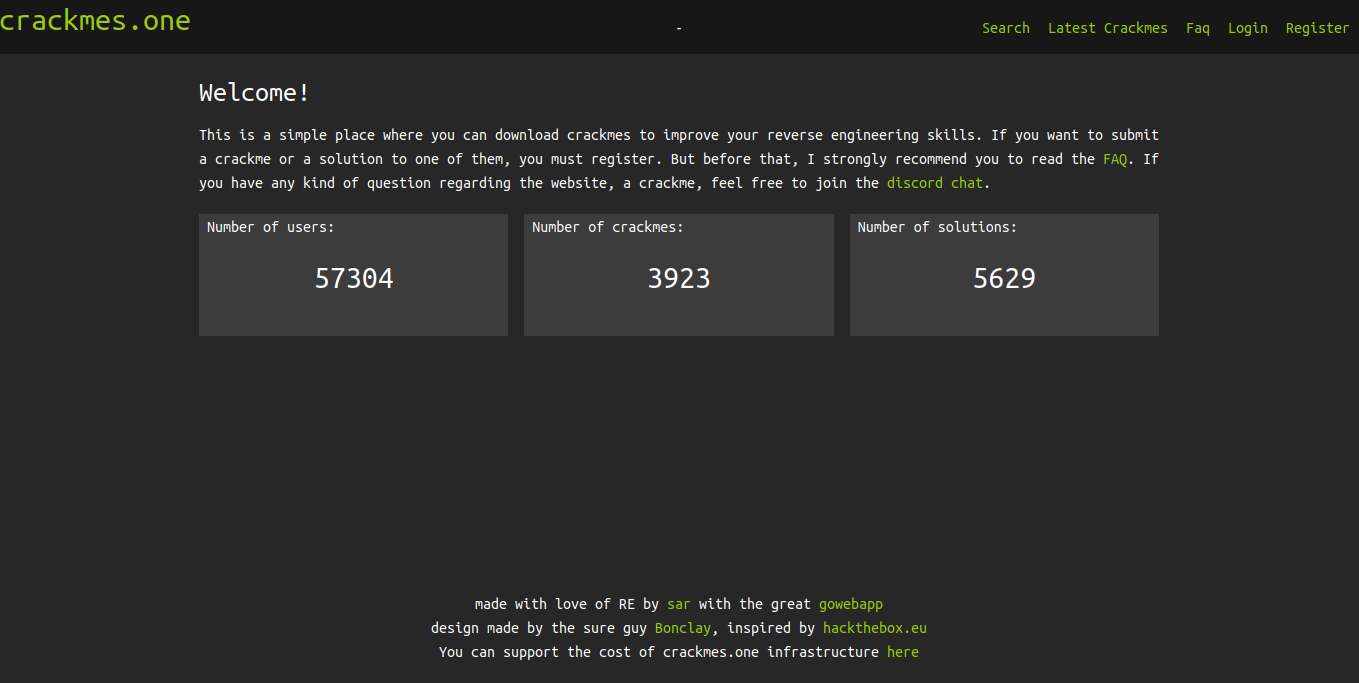 crackmes.one
-
Search Latest Crackmes Faq Login Register
Welcome!
This is a simple place where you can download crackmes to improve your reverse engineering skills. If you want to submit
a crackme or a solution to one of them, you must register. But before that, I strongly recommend you to read the FAQ. If
you have any kind of question regarding the website, a crackme, feel free to join the discord chat.
Number of users:
57304
Number of crackmes:
3923
Number of solutions:
5629
made with love of RE by sar with the great gowebapp
design made by the sure guy Bonclay, inspired by hackthebox.eu
You can support the cost of crackmes.one infrastructure here